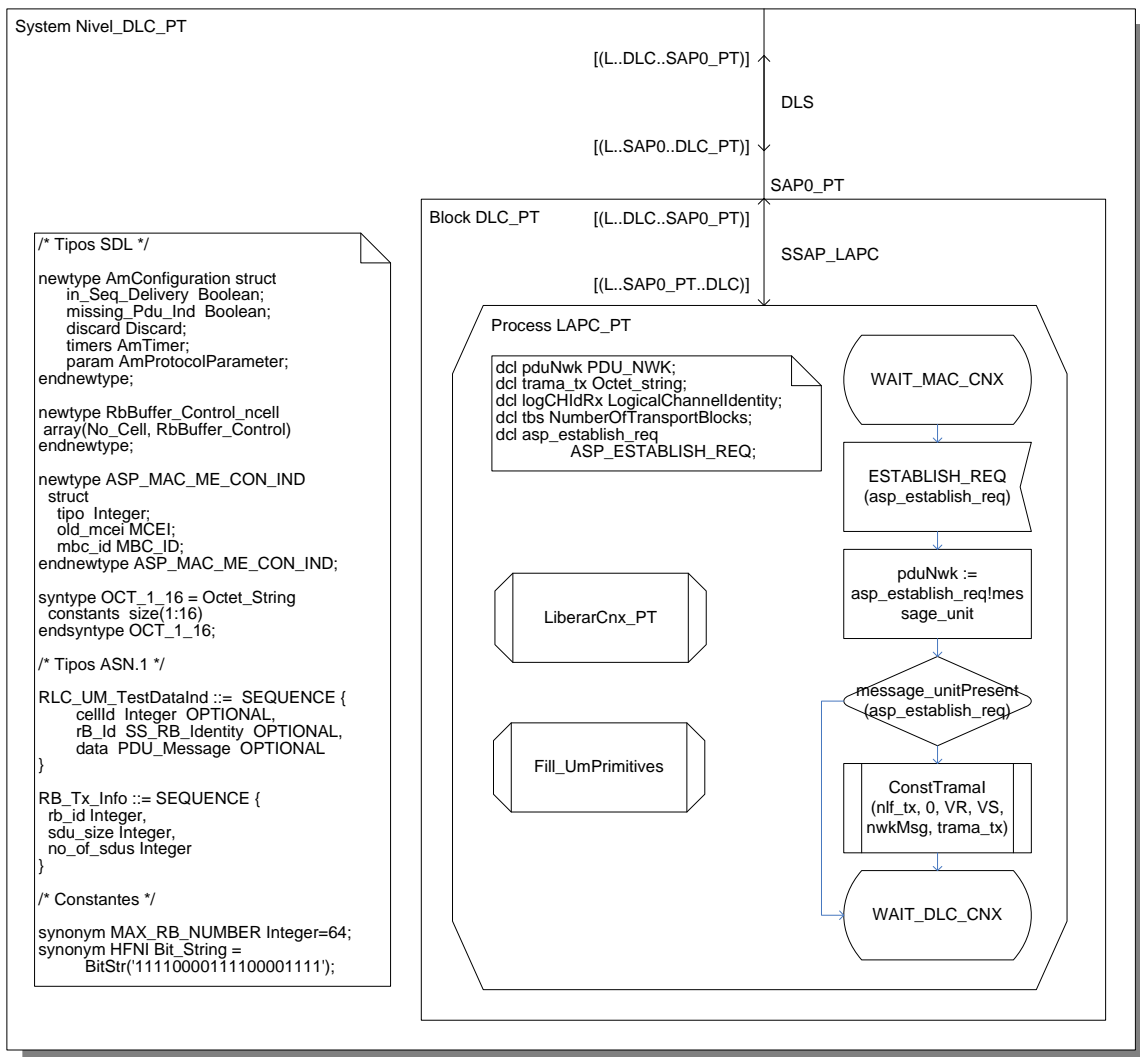 System Nivel_DLC_PT
[(L..DLC..SAP0_PT)]
DLS
[(L..SAP0..DLC_PT)]
SAP0_PT
Block DLC_PT
[(L..DLC..SAP0_PT)]
SSAP_LAPC
[(L..SAP0_PT..DLC)]
/* Tipos SDL */
newtype AmConfiguration struct
in_Seq_Delivery Boolean;
missing_Pdu_Ind Boolean;
discard Discard;
timers AmTimer;
param AmProtocolParameter;
endnewtype;
newtype RbBuffer_Control_ncell
array(No_Cell, RbBuffer_Control)
endnewtype;
newtype ASP_MAC_ME_CON_IND
struct
tipo Integer;
old_mcei MCEI;
mbc_id MBC_ID;
endnewtype ASP_MAC_ME_CON_IND;
syntype OCT_1_16 = Octet_String
constants size(1:16)
endsyntype OCT_1_16;
/* Tipos ASN.1 */
RLC_UM_TestDataInd ::= SEQUENCE {
cellId Integer OPTIONAL,
rB_Id SS_RB_Identity OPTIONAL,
data PDU_Message OPTIONAL
}
RB_Tx_Info ::= SEQUENCE {
rb_id Integer,
sdu_size Integer,
no_of_sdus Integer
}
/* Constantes */
synonym MAX_RB_NUMBER Integer=64;
synonym HFNI Bit_String =
BitStr('11110000111100001111');
Process LAPC_PT
dcl pduNwk PDU_NWK;
dcl trama_tx Octet_string;
dcl logCHIdRx LogicalChannelIdentity;
dcl tbs NumberOfTransportBlocks;
dcl asp_establish_req
ASP_ESTABLISH_REQ;
LiberarCnx_PT
Fill_UmPrimitives
WAIT_MAC_CNX
ESTABLISH_REQ
(asp_establish_req)
pduNwk :=
asp_establish_req!mes
sage_unit
message_unitPresent
(asp_establish_req)
ConstTramaI
(nlf_tx, 0, VR, VS,
nwkMsg, trama_tx)
WAIT_DLC_CNX